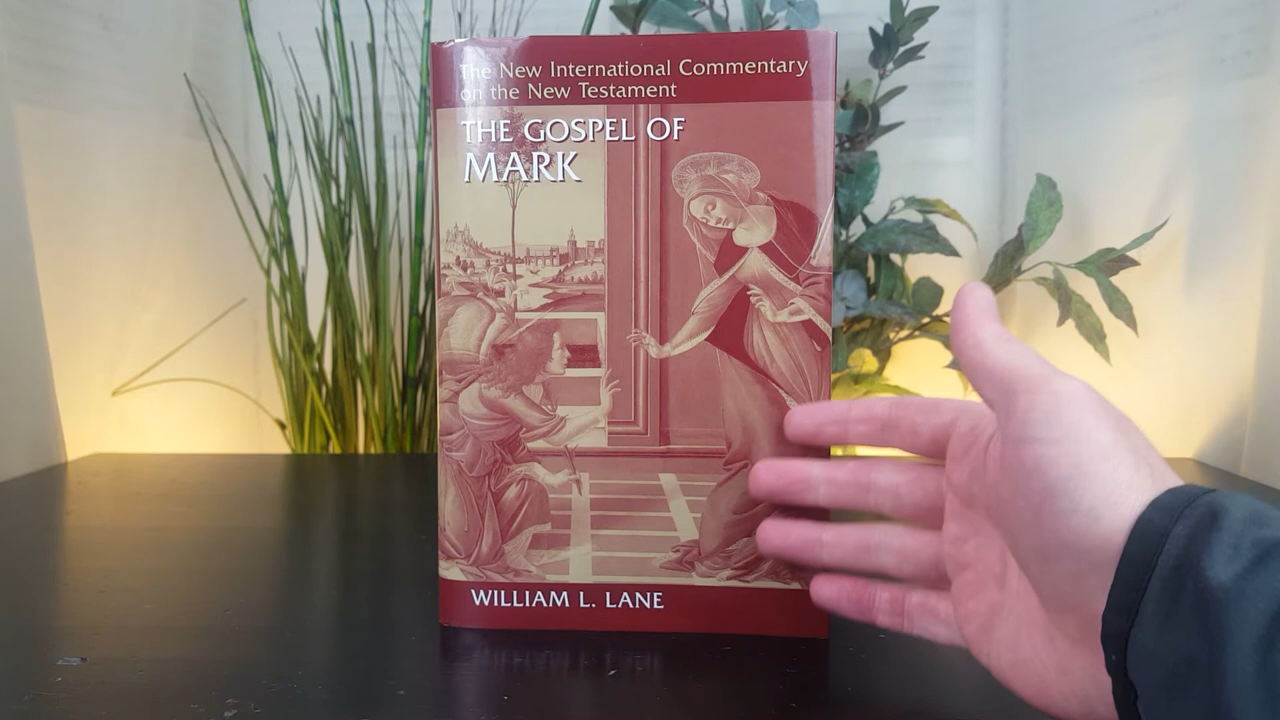 The New International Commentary
on the New Testament
THE GOSPEL OF
MARK
WILLIAM L. LANE